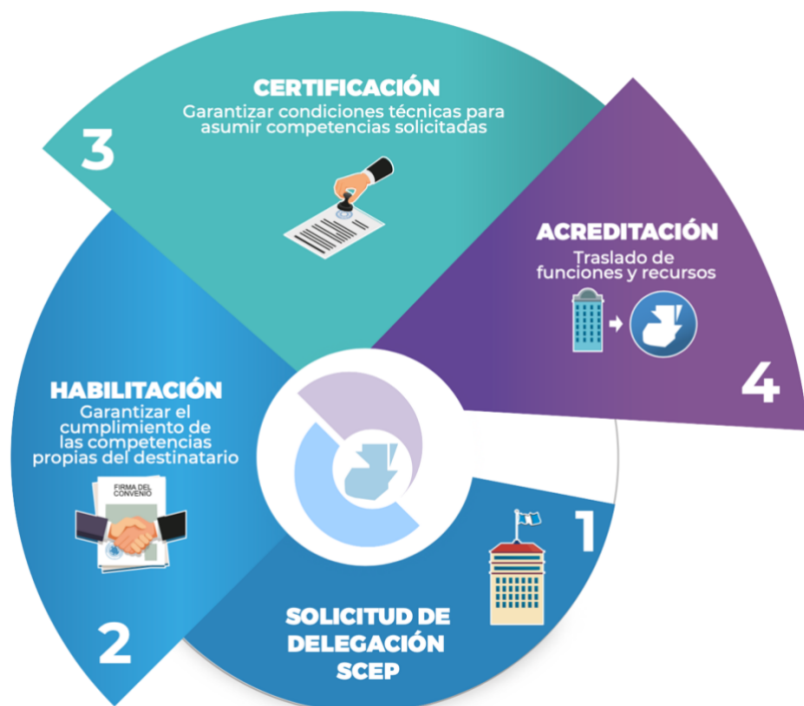 CERTIFICACIÓN
Garantizar condiciones técnicas para
asumir competencias solicitadas
3
ACREDITACIÓN
Traslado de
funciones y recursos
4
HABILITACIÓN
Garantizar el
cumplimiento de
las competencias
propias del destinatario
FIRMA DEL
CONVENIO
2
1
SOLICITUD DE
DELEGACIÓN
SCEP